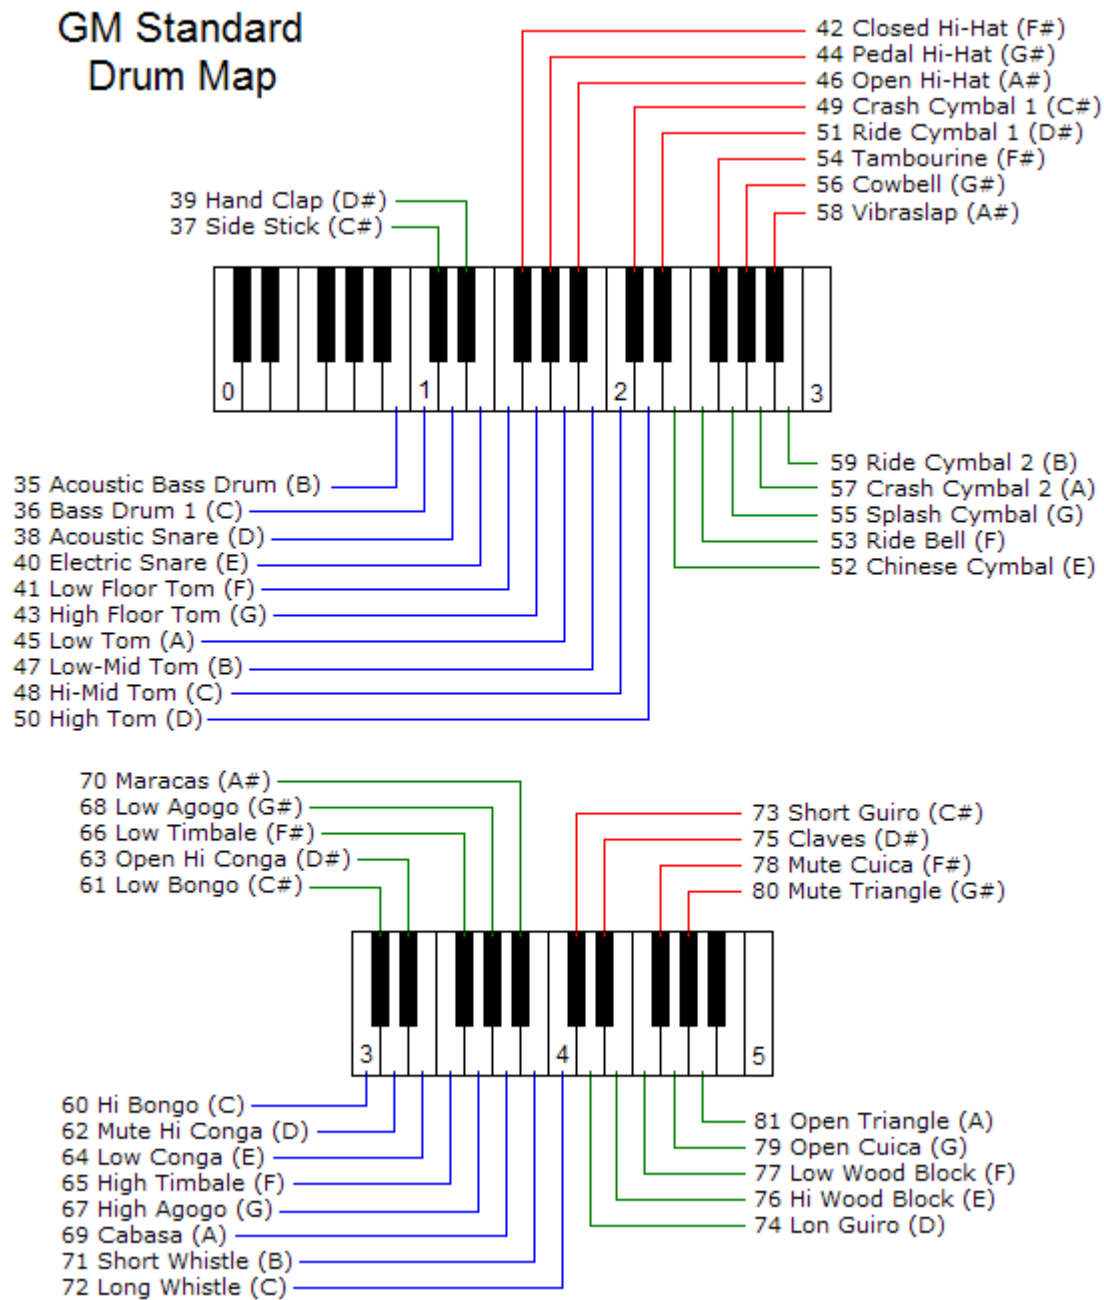 GM Standard
Drum Map
42 Closed Hi-Hat (F#)
44 Pedal Hi-Hat (G#)
46 Open Hi-Hat (A#)
49 Crash Cymbal 1 (C#)
51 Ride Cymbal 1 (D#)
54 Tambourine (F#)
56 Cowbell (G#)
58 Vibraslap (A#)
39 Hand Clap (D#)
37 Side Stick (C#)
0 1 2 3
35 Acoustic Bass Drum (B)
36 Bass Drum 1 (C)
38 Acoustic Snare (D)
40 Electric Snare (E)
41 Low Floor Tom (F)
43 High Floor Tom (G)
45 Low Tom (A)
47 Low-Mid Tom (B)
48 Hi-Mid Tom (C)
50 High Tom (D)
59 Ride Cymbal 2 (B)
57 Crash Cymbal 2 (A)
55 Splash Cymbal (G)
53 Ride Bell (F)
52 Chinese Cymbal (E)
70 Maracas (A#)
68 Low Agogo (G#)
66 Low Timbale (F#)
63 Open Hi Conga (D#)
61 Low Bongo (C#)
73 Short Guiro (C#)
75 Claves (D#)
78 Mute Cuica (F#)
80 Mute Triangle (G#)
3 4 5
60 Hi Bongo (C)
62 Mute Hi Conga (D)
64 Low Conga (E)
65 High Timbale (F)
67 High Agogo (G)
69 Cabasa (A)
71 Short Whistle (B)
72 Long Whistle (C)
81 Open Triangle (A)
79 Open Cuica (G)
77 Low Wood Block (F)
76 Hi Wood Block (E)
74 Lon Guiro (D)